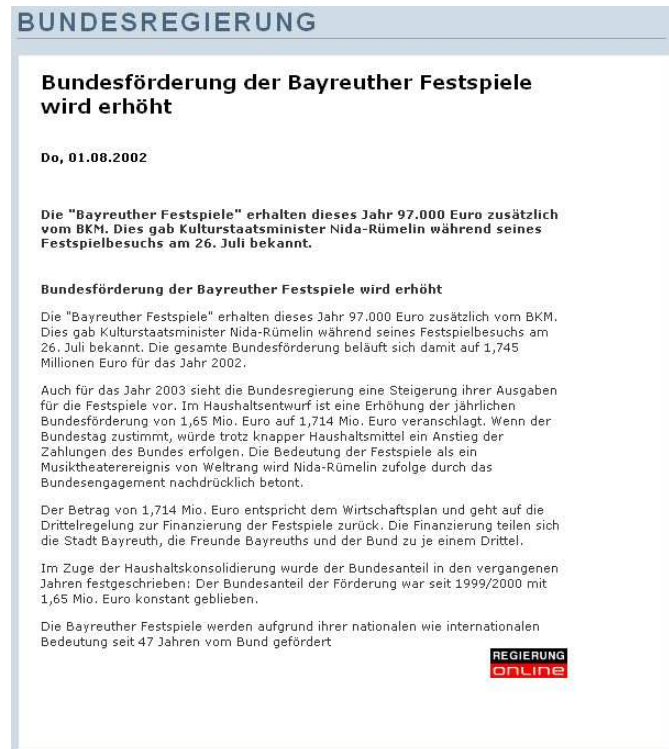 BUNDESREGIERUNG
Bundesförderung der Bayreuther Festspiele
wird erhöht
Do, 01.08.2002
Die "Bayreuther Festspiele" erhalten dieses Jahr 97.000 Euro zusätzlich
vom BKM. Dies gab Kulturstaatsminister Nida-Rümelin während seines
Festspielbesuchs am 26. Juli bekannt.
Bundesförderung der Bayreuther Festspiele wird erhöht
Die "Bayreuther Festspiele" erhalten dieses Jahr 97.000 Euro zusätzlich vom BKM.
Dies gab Kulturstaatsminister Nida-Rümelin während seines Festspielbesuchs am
26. Juli bekannt. Die gesamte Bundesförderung beläuft sich damit auf 1,745
Millionen Euro für das Jahr 2002.
Auch für das Jahr 2003 sieht die Bundesregierung eine Steigerung ihrer Ausgaben
für die Festspiele vor. Im Haushaltsentwurf ist eine Erhöhung der jährlichen
Bundesförderung von 1,65 Mio. Euro auf 1,714 Mio. Euro veranschlagt. Wenn der
Bundestag zustimmt, würde trotz knapper Haushaltsmittel ein Anstieg der
Zahlungen des Bundes erfolgen. Die Bedeutung der Festspiele als ein
Musiktheaterereignis von Weltrang wird Nida-Rümelin zufolge durch das
Bundesengagement nachdrücklich betont.
Der Betrag von 1,714 Mio. Euro entspricht dem Wirtschaftsplan und geht auf die
Drittelregelung zur Finanzierung der Festspiele zurück. Die Finanzierung teilen sich
die Stadt Bayreuth, die Freunde Bayreuths und der Bund zu je einem Drittel.
Im Zuge der Haushaltskonsolidierung wurde der Bundesanteil in den vergangenen
Jahren festgeschrieben: Der Bundesanteil der Förderung war seit 1999/2000 mit
1,65 Mio. Euro konstant geblieben.
Die Bayreuther Festspiele werden aufgrund ihrer nationalen wie internationalen
Bedeutung seit 47 Jahren vom Bund gefördert
REGIERUNG
online